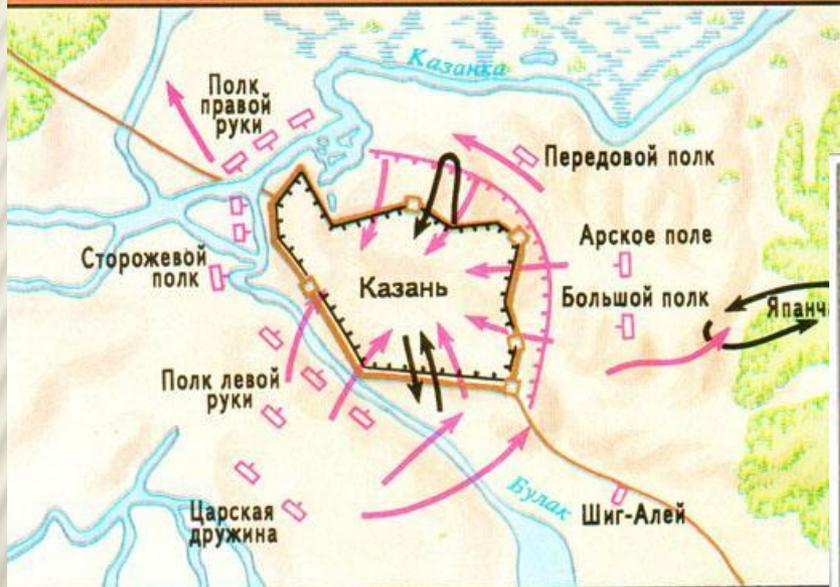 Казанка
Полк
правой
руки
Передовой полк
Арское поле
Сторожевой
полк
Казань
Большой полк
Полк левой
руки
Булак
Шиг-Алей
Царская
дружина